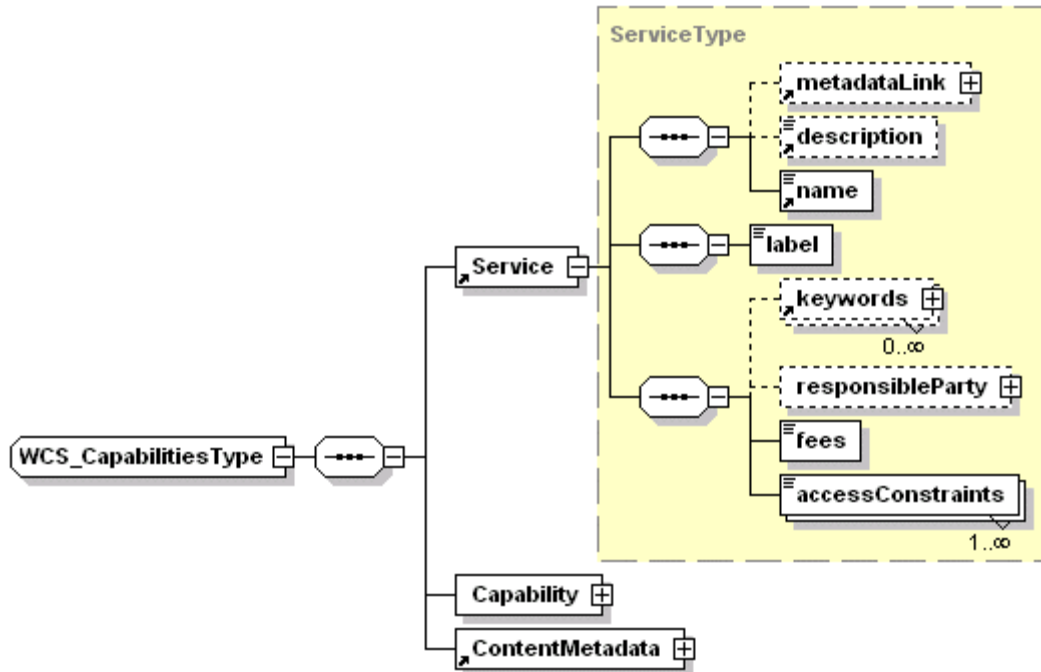 ServiceType
metadataLink
description
name
Service
label
keywords
0..∞
responsibleParty
WCS_CapabilitiesType
fees
accessConstraints
1..∞
Capability
ContentMetadata